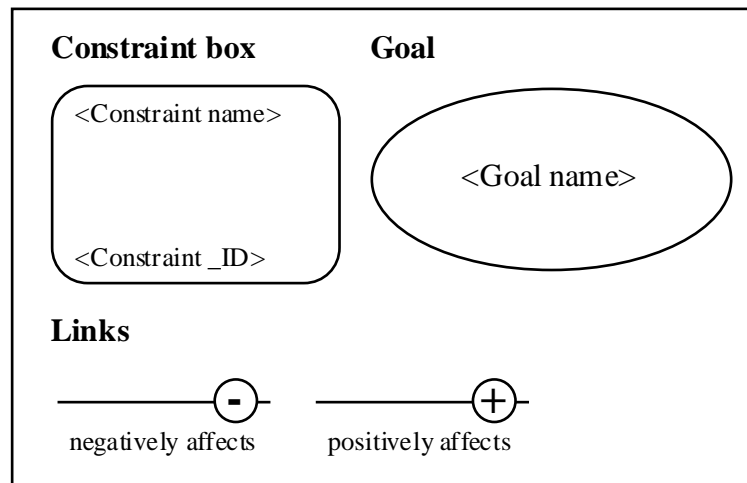 Constraint box
Goal
<Constraint name>
<Goal name>
<Constraint _ID>
Links
-
+
negatively affects
positively affects